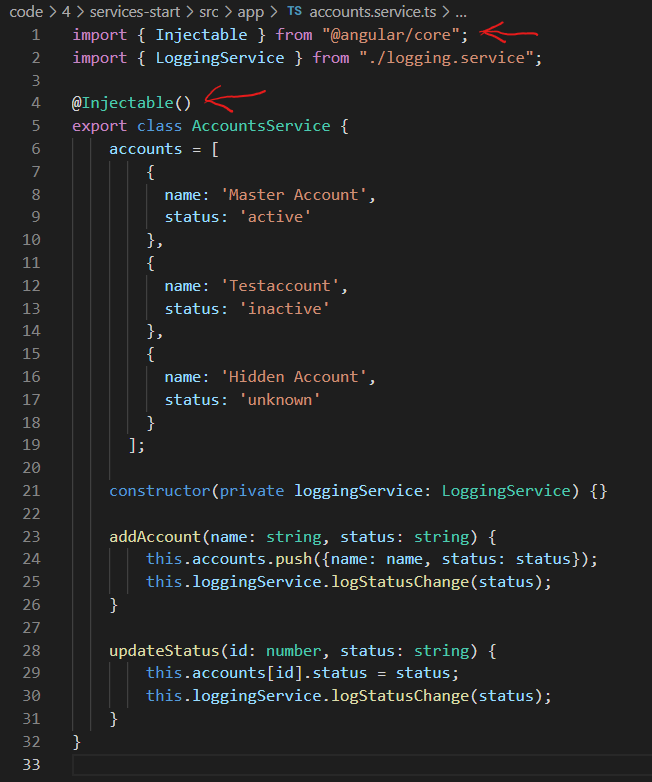 code > 4 > services-start > src > app > TS accounts.service.ts > ...
1 import { Injectable } from "@angular/core";
2 import { LoggingService } from "./logging.service";
3
4 @Injectable()
5 export class AccountsService {
6     accounts = [
7         {
8           name: 'Master Account',
9           status: 'active'
10         },
11         {
12           name: 'Testaccount',
13           status: 'inactive'
14         },
15         {
16           name: 'Hidden Account',
17           status: 'unknown'
18         }
19       ];
20
21     constructor(private loggingService: LoggingService) {}
22
23     addAccount(name: string, status: string) {
24         this.accounts.push({name: name, status: status});
25         this.loggingService.logStatusChange(status);
26     }
27
28     updateStatus(id: number, status: string) {
29         this.accounts[id].status = status;
30         this.loggingService.logStatusChange(status);
31     }
32 }
33